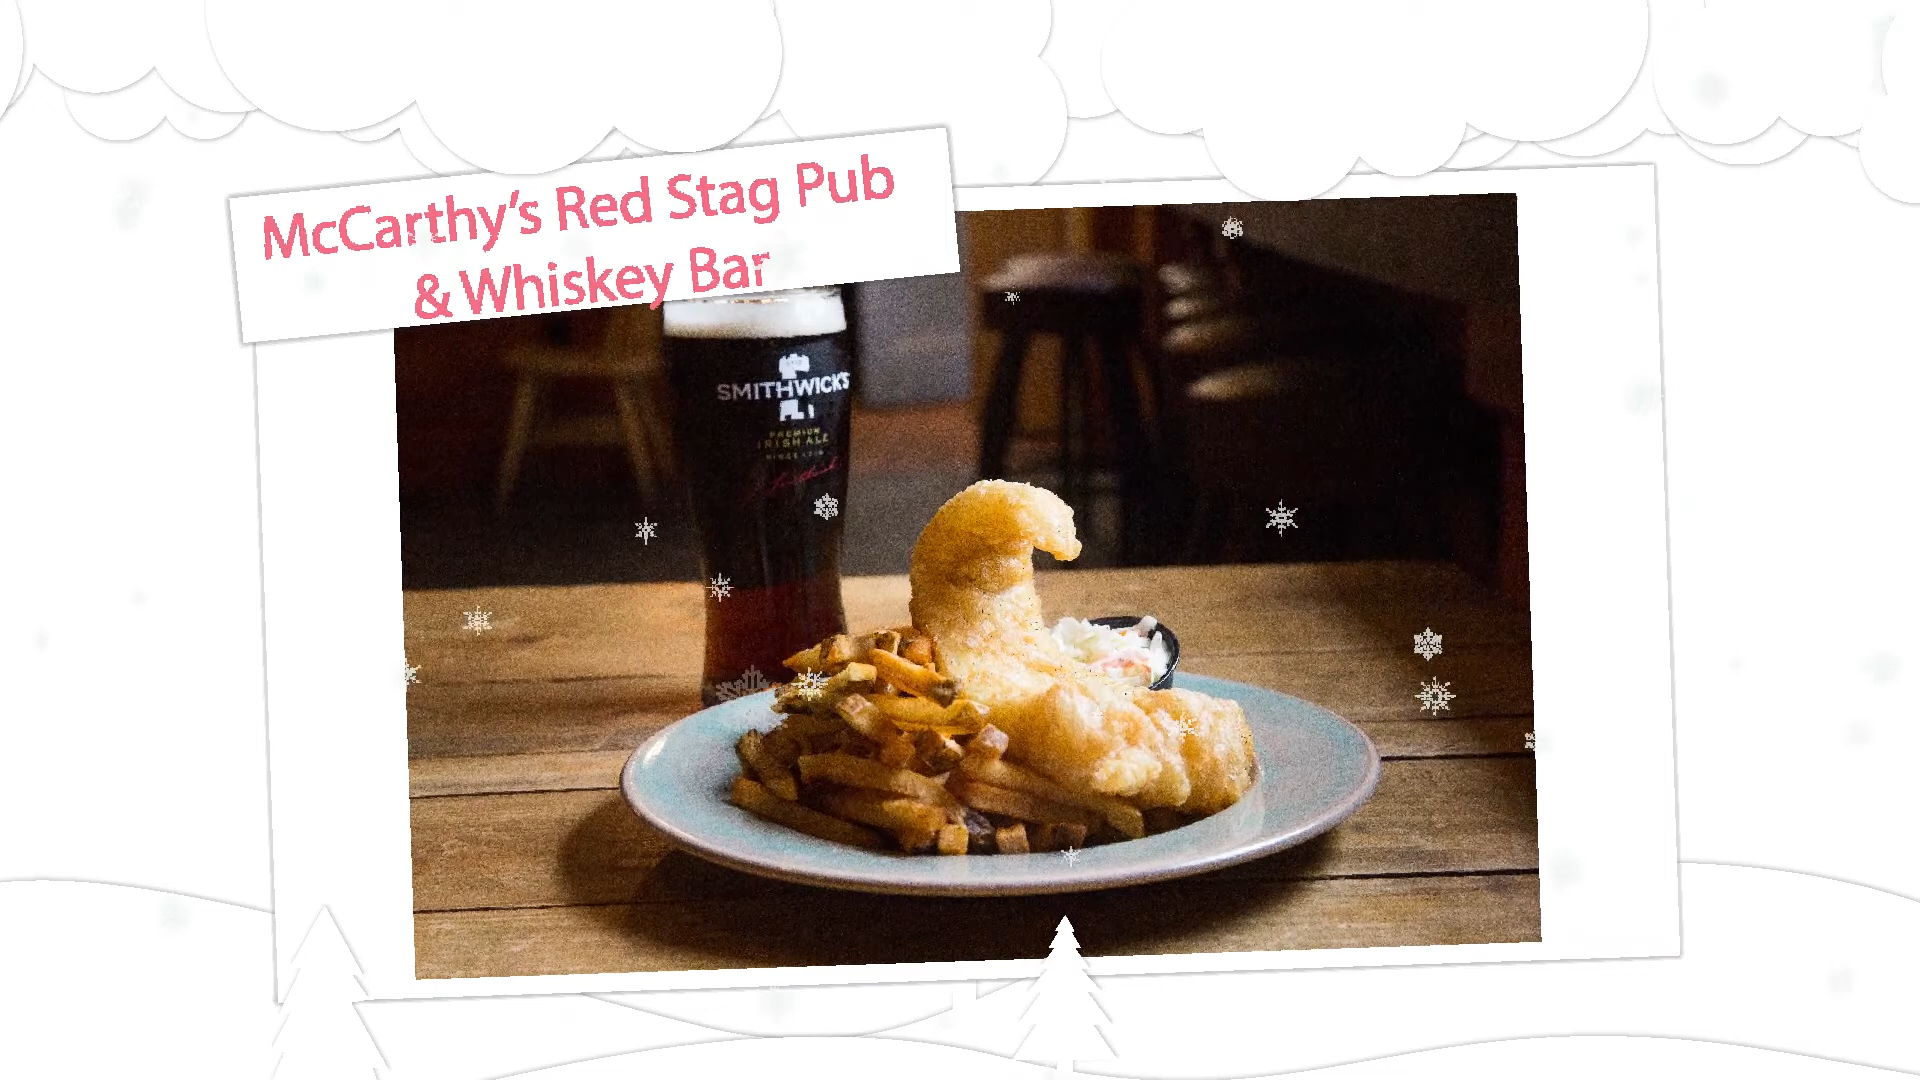 McCarthy's Red Stag Pub
& Whiskey Bar
SMITHWICK'S
PREMIUM
IRISH ALE